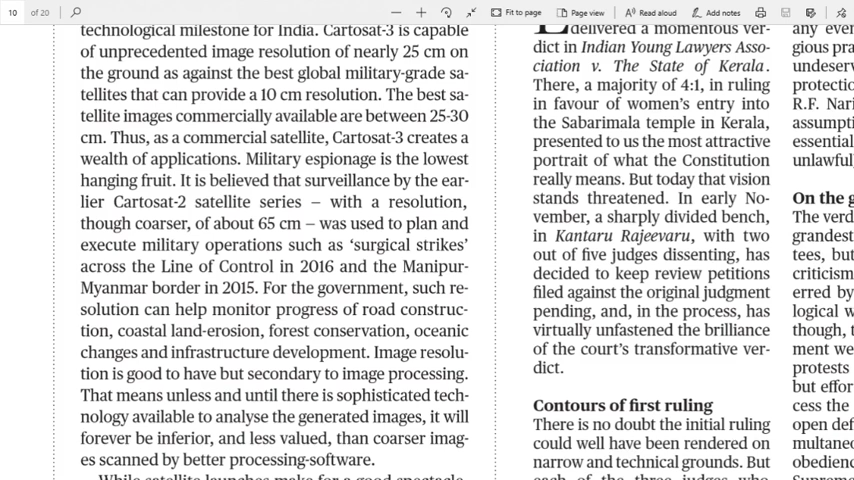 10 of 20
Fit to page
Page view
Read aloud
Add notes
technological milestone for India. Cartosat-3 is capable
of unprecedented image resolution of nearly 25 cm on
the ground as against the best global military-grade sa-
tellites that can provide a 10 cm resolution. The best sa-
tellite images commercially available are between 25-30
cm. Thus, as a commercial satellite, Cartosat-3 creates a
wealth of applications. Military espionage is the lowest
hanging fruit. It is believed that surveillance by the ear-
lier Cartosat-2 satellite series — with a resolution,
though coarser, of about 65 cm — was used to plan and
execute military operations such as ‘surgical strikes’
across the Line of Control in 2016 and the Manipur-
Myanmar border in 2015. For the government, such re-
solution can help monitor progress of road construc-
tion, coastal land-erosion, forest conservation, oceanic
changes and infrastructure development. Image resolu-
tion is good to have but secondary to image processing.
That means unless and until there is sophisticated tech-
nology available to analyse the generated images, it will
forever be inferior, and less valued, than coarser imag-
es scanned by better processing-software.
While satellite launches make for a good spectacle,
delivered a momentous ver-
dict in Indian Young Lawyers Asso-
ciation v. The State of Kerala.
There, a majority of 4:1, in ruling
in favour of women’s entry into
the Sabarimala temple in Kerala,
presented to us the most attractive
portrait of what the Constitution
really means. But today that vision
stands threatened. In early No-
vember, a sharply divided bench,
in Kantaru Rajeevaru, with two
out of five judges dissenting, has
decided to keep review petitions
filed against the original judgment
pending, and, in the process, has
virtually unfastened the brilliance
of the court’s transformative ver-
dict.
Contours of first ruling
There is no doubt the initial ruling
could well have been rendered on
narrow and technical grounds. But
each of the three judges who
any even
gious pra
undeserv
protectio
R.F. Nari
assumpti
essential
unlawful
On the g
The verd
grandest
tees, but
criticism
erred by
logical w
though, t
ment we
protests
but effor
cess the
open def
multaneo
obedienc
Supreme